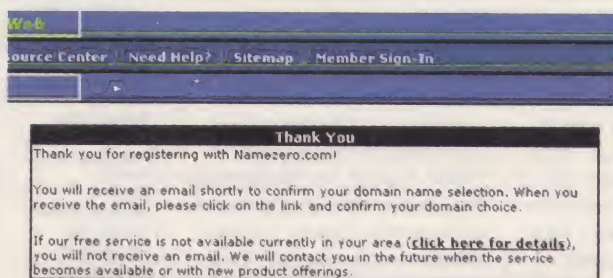 Web
ource Center Need Help? Sitemap Member Sign-In
Thank You
Thank you for registering with Namezero.com!
You will receive an email shortly to confirm your domain name selection. When you
receive the email, please click on the link and confirm your domain choice.
If our free service is not available currently in your area (click here for details),
you will not receive an email. We will contact you in the future when the service
becomes available or with new product offerings.